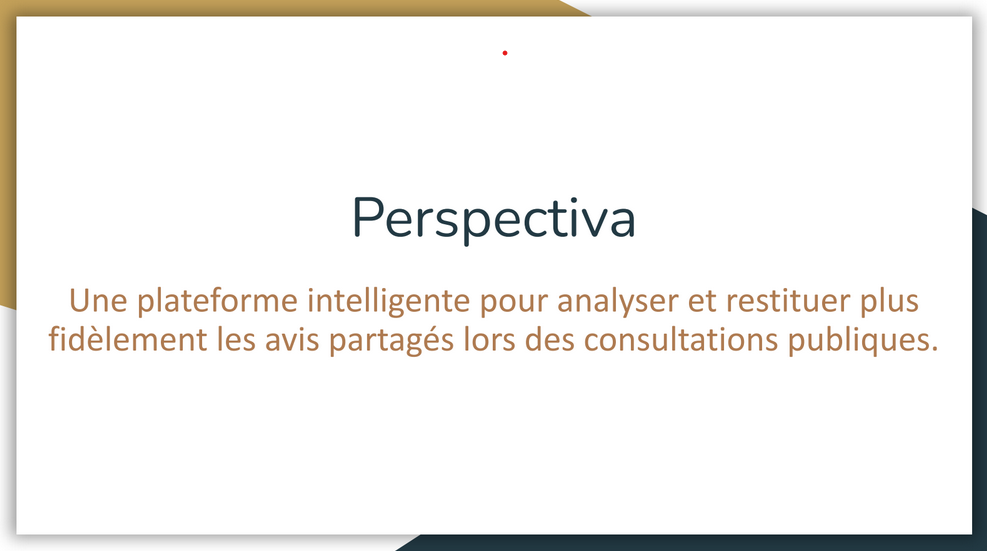 Perspectiva
Une plateforme intelligente pour analyser et restituer plus
fidèlement les avis partagés lors des consultations publiques.